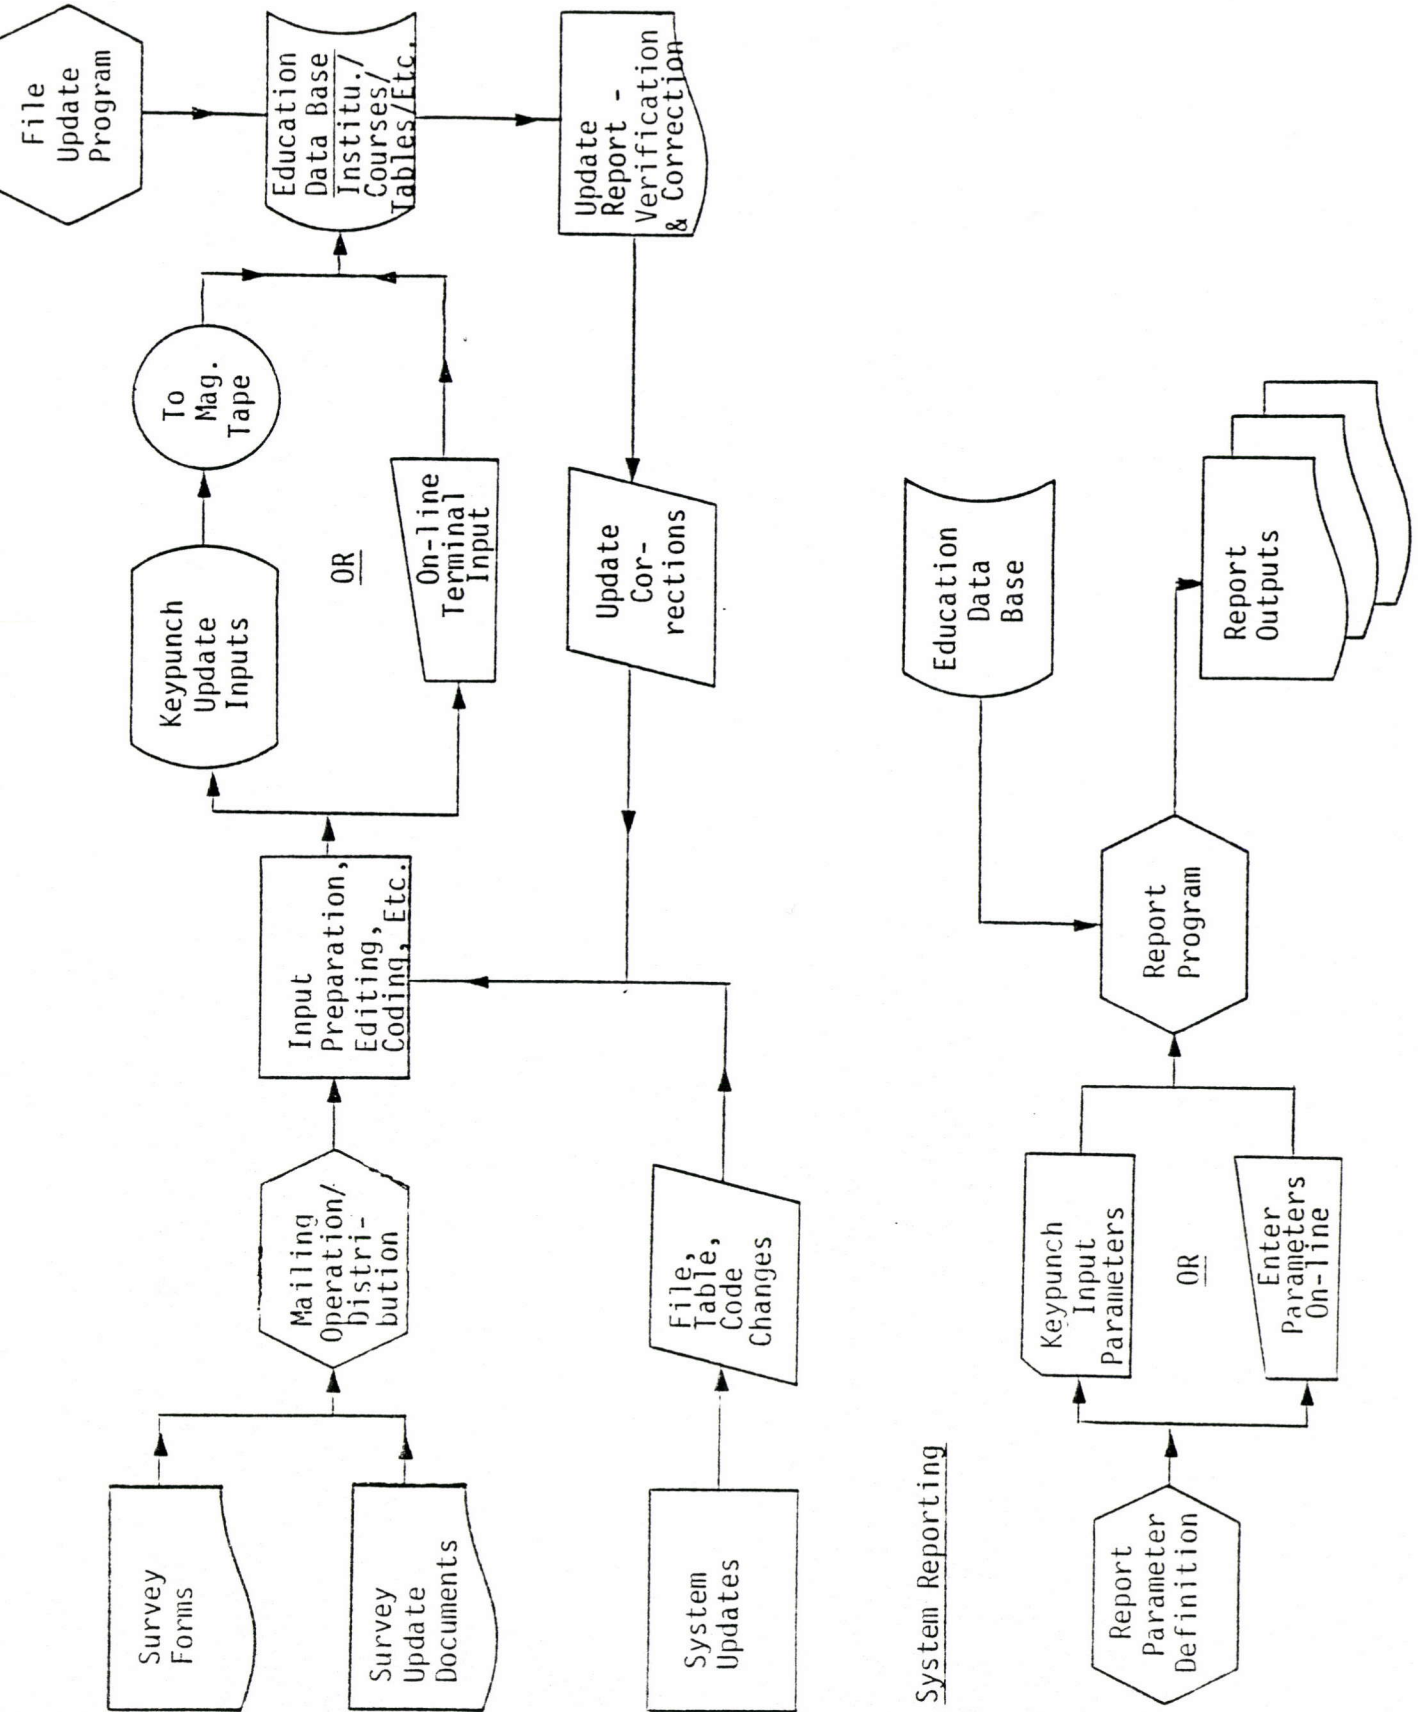 Survey
Forms
Survey
Update
Documents
Mailing
Operation/
Distri-
bution
Input
Preparation,
Editing,
Coding, Etc.
Keypunch
Update
Inputs
To
Mag.
Tape
OR
On-line
Terminal
Input
File
Update
Program
Education
Data Base
Institu./
Courses/
Tables/Etc.
Update
Report -
Verification
& Correction
Update
Cor-
rections
System
Updates
File,
Table,
Code
Changes
System Reporting
Report
Parameter
Definition
Keypunch
Input
Parameters
OR
Enter
Parameters
On-line
Report
Program
Education
Data
Base
Report
Outputs